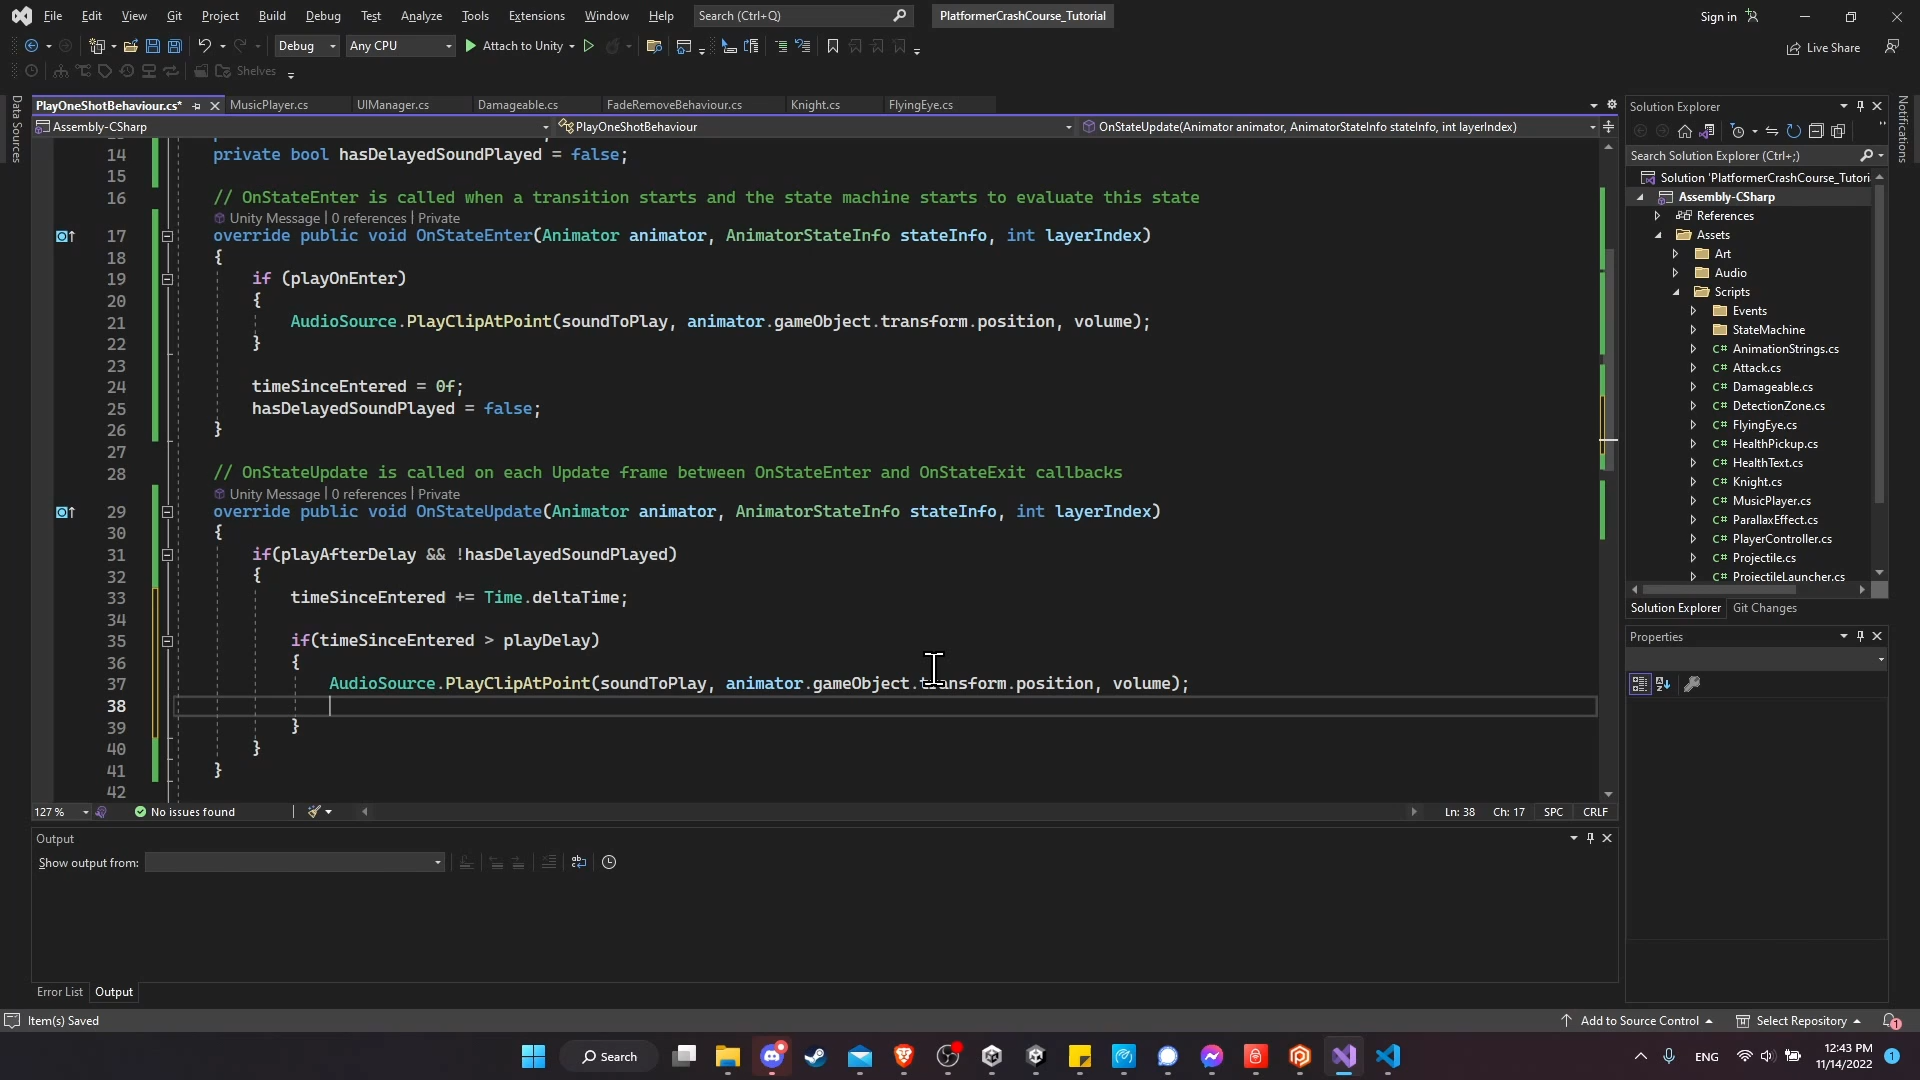 File Edit View Git Project Build Debug Test Analyze Tools Extensions Window Help Search (Ctrl+Q) PlatformerCrashCourse_Tutorial Sign in
Debug Any CPU Attach to Unity Live Share
Shelves
Data Sources
PlayOneShotBehaviour.cs* MusicPlayer.cs UIManager.cs Damageable.cs FadeRemoveBehaviour.cs Knight.cs FlyingEye.cs
Assembly-CSharp PlayOneShotBehaviour OnStateUpdate(Animator animator, AnimatorStateInfo stateInfo, int layerIndex)
14 private bool hasDelayedSoundPlayed = false;
15
16 // OnStateEnter is called when a transition starts and the state machine starts to evaluate this state
Unity Message | 0 references | Private
17 override public void OnStateEnter(Animator animator, AnimatorStateInfo stateInfo, int layerIndex)
18 {
19 if (playOnEnter)
20 {
21 AudioSource.PlayClipAtPoint(soundToPlay, animator.gameObject.transform.position, volume);
22 }
23
24 timeSinceEntered = 0f;
25 hasDelayedSoundPlayed = false;
26 }
27
28 // OnStateUpdate is called on each Update frame between OnStateEnter and OnStateExit callbacks
Unity Message | 0 references | Private
29 override public void OnStateUpdate(Animator animator, AnimatorStateInfo stateInfo, int layerIndex)
30 {
31 if(playAfterDelay && !hasDelayedSoundPlayed)
32 {
33 timeSinceEntered += Time.deltaTime;
34
35 if(timeSinceEntered > playDelay)
36 {
37 AudioSource.PlayClipAtPoint(soundToPlay, animator.gameObject.transform.position, volume);
38
39 }
40 }
41 }
42
127 % No issues found Ln: 38 Ch: 17 SPC CRLF
Output
Show output from:
Error List Output
Solution Explorer
Search Solution Explorer (Ctrl+;)
Solution 'PlatformerCrashCourse_Tutori
Assembly-CSharp
References
Assets
Art
Audio
Scripts
Events
StateMachine
C# AnimationStrings.cs
C# Attack.cs
C# Damageable.cs
C# DetectionZone.cs
C# FlyingEye.cs
C# HealthPickup.cs
C# HealthText.cs
C# Knight.cs
C# MusicPlayer.cs
C# ParallaxEffect.cs
C# PlayerController.cs
C# Projectile.cs
C# ProjectileLauncher.cs
Solution Explorer Git Changes
Properties
Notifications
Item(s) Saved Add to Source Control Select Repository 1
Search ENG 12:43 PM
11/14/2022 1